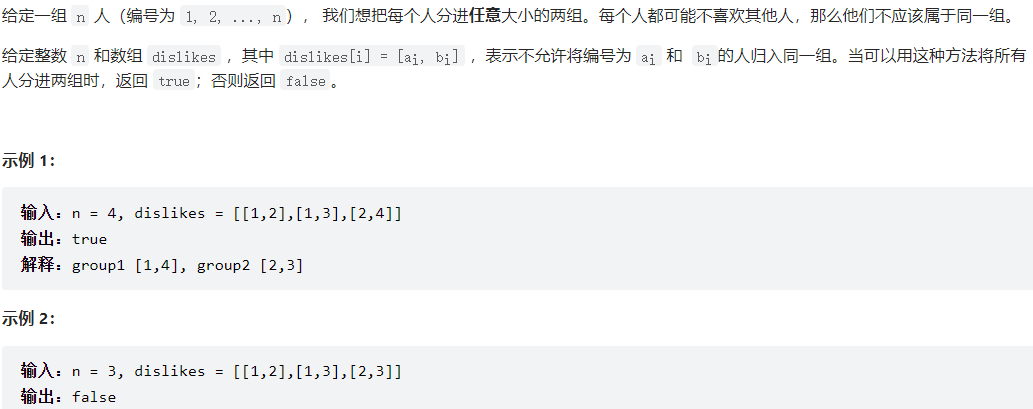 给定一组 n 人（编号为 1, 2, ..., n）， 我们想把每个人分进任意大小的两组。每个人都可能不喜欢其他人，那么他们不应该属于同一组。
给定整数 n 和数组 dislikes ，其中 dislikes[i] = [ai, bi] ，表示不允许将编号为 ai 和 bi 的人归入同一组。当可以用这种方法将所有
人分进两组时，返回 true；否则返回 false。
示例 1：
输入：n = 4, dislikes = [[1,2],[1,3],[2,4]]
输出：true
解释：group1 [1,4], group2 [2,3]
示例 2：
输入：n = 3, dislikes = [[1,2],[1,3],[2,3]]
输出：false